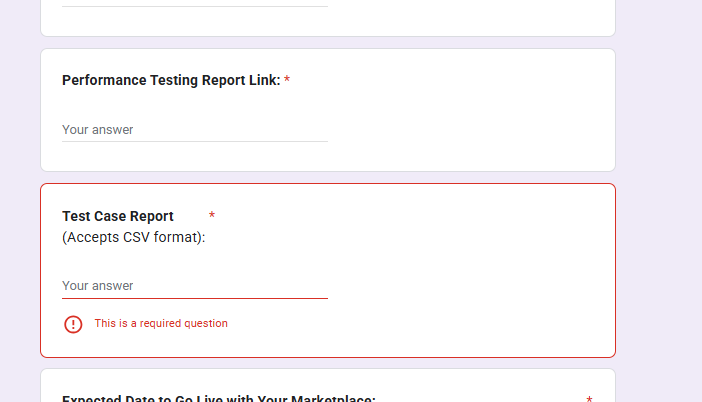 Performance Testing Report Link: *
Your answer
Test Case Report *
(Accepts CSV format):
Your answer
This is a required question
Expected Date to Go Live with Your Marketplace: *